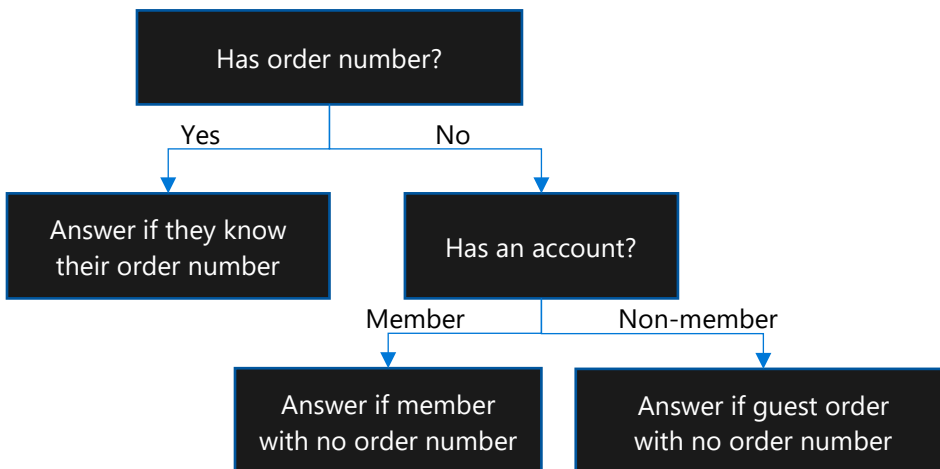 Has order number?
Yes
No
Answer if they know
their order number
Has an account?
Member
Non-member
Answer if member
with no order number
Answer if guest order
with no order number